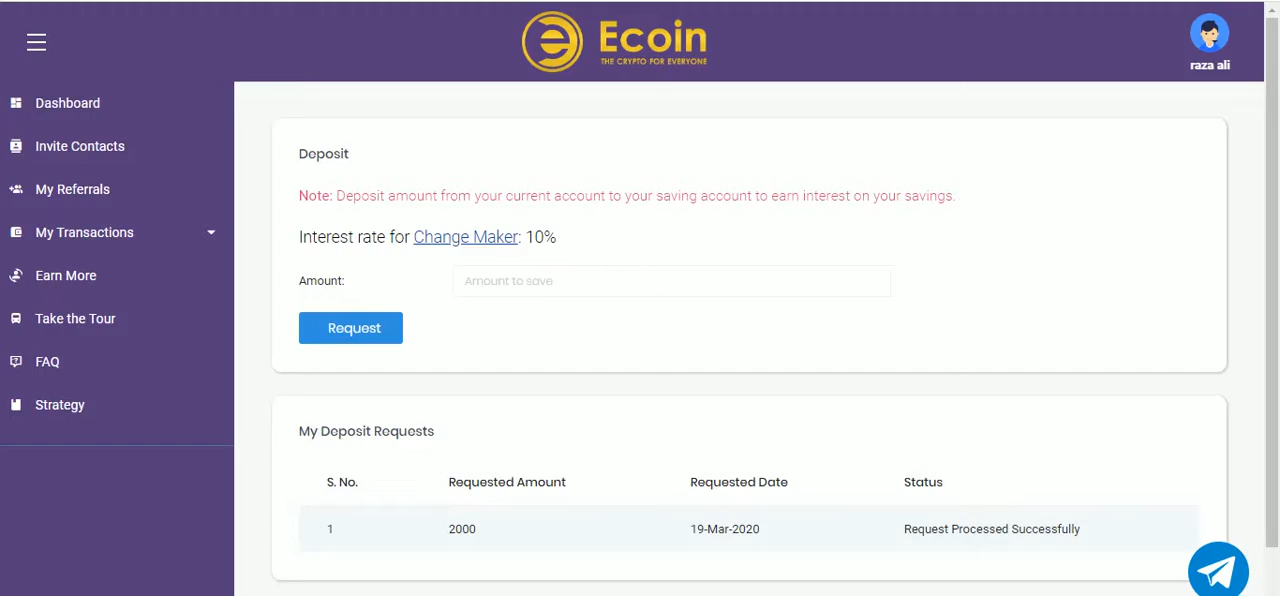 Ecoin
THE CRYPTO FOR EVERYONE
raza ali
Dashboard
Invite Contacts
My Referrals
My Transactions
Earn More
Take the Tour
FAQ
Strategy
Deposit
Note: Deposit amount from your current account to your saving account to earn interest on your savings.
Interest rate for Change Maker: 10%
Amount: Amount to save
Request
My Deposit Requests
S. No. Requested Amount Requested Date Status
1 2000 19-Mar-2020 Request Processed Successfully